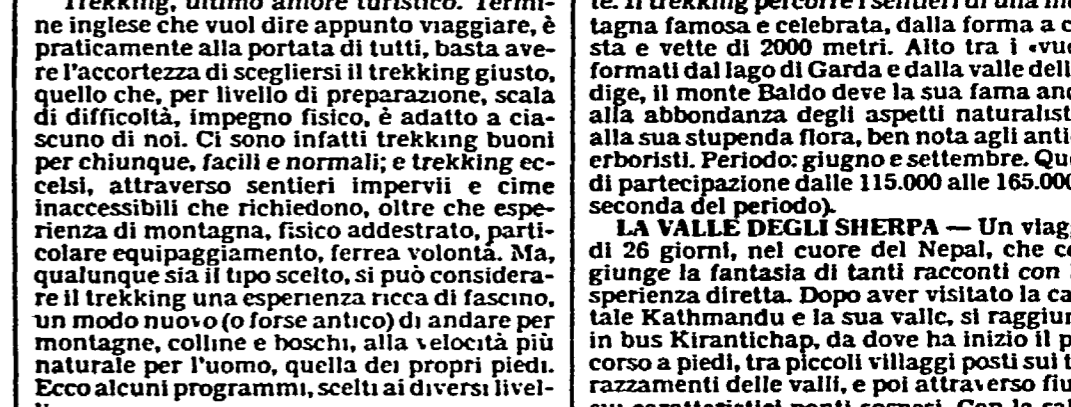 Trekking, ultimo amore turistico. Termi-
ne inglese che vuol dire appunto viaggiare, è
praticamente alla portata di tutti, basta ave-
re l'accortezza di scegliersi il trekking giusto,
quello che, per livello di preparazione, scala
di difficoltà, impegno fisico, è adatto a cia-
scuno di noi. Ci sono infatti trekking buoni
per chiunque, facili e normali; e trekking ec-
celsi, attraverso sentieri impervii e cime
inaccessibili che richiedono, oltre che espe-
rienza di montagna, fisico addestrato, parti-
colare equipaggiamento, ferrea volontà. Ma,
qualunque sia il tipo scelto, si può considera-
re il trekking una esperienza ricca di fascino,
un modo nuovo (o forse antico) di andare per
montagne, colline e boschi, alla velocità più
naturale per l'uomo, quella dei propri piedi.
Ecco alcuni programmi, scelti ai diversi livel-
te. Il trekking percorre i sentieri di una
tagna famosa e celebrata, dalla forma a
sta e vette di 2000 metri. Alto tra i «vu
formati dal lago di Garda e dalla valle dell
dige, il monte Baldo deve la sua fama an
alla abbondanza degli aspetti naturalist
alla sua stupenda flora, ben nota agli anti
erboristi. Periodo: giugno e settembre. Qu
di partecipazione dalle 115.000 alle 165.000
seconda del periodo).
LA VALLE DEGLI SHERPA — Un viag
di 26 giorni, nel cuore del Nepal, che c
giunge la fantasia di tanti racconti con
sperienza diretta. Dopo aver visitato la ca
tale Kathmandu e la sua valle, si raggiun
in bus Kirantichap, da dove ha inizio il p
corso a piedi, tra piccoli villaggi posti sui t
razzamenti delle valli, e poi attraverso fiu